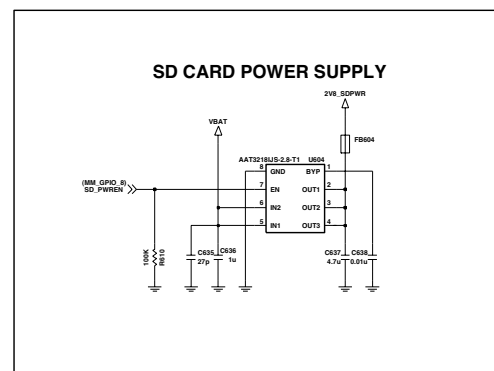 SD CARD POWER SUPPLY
2V8_SDPWR
VBAT
FB604
AAT3218IJS-2.8-T1 U604
8 GND BYP 1
(MM_GPIO_8)
SD_PWREN
7 EN OUT1 2
6 IN2 OUT2 3
5 IN1 OUT3 4
100K
R610
C635
27p
C636
1u
C637
4.7u
C638
0.01u